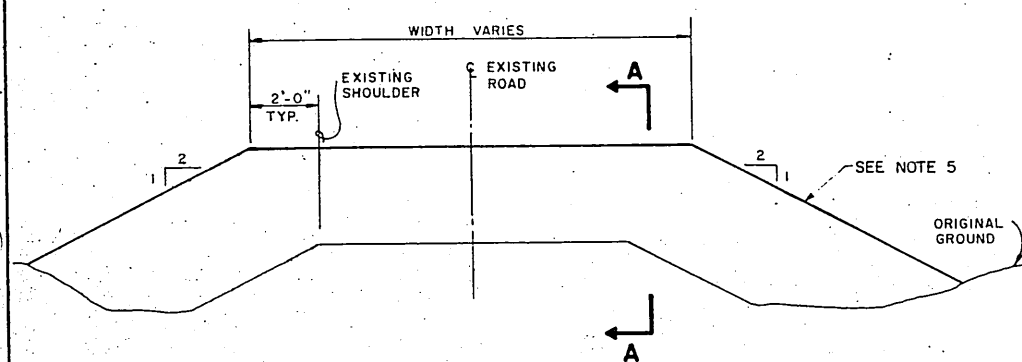 WIDTH VARIES
A
℄ EXISTING
ROAD
EXISTING
SHOULDER
2'-0"
TYP.
2
1
2
1
SEE NOTE 5
ORIGINAL
GROUND
A